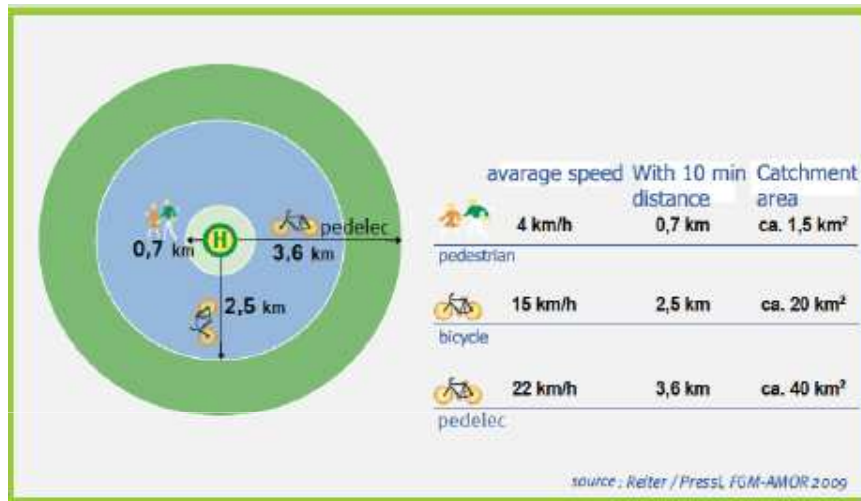 H
0,7 km
pedelec
3,6 km
2,5 km
avarage speed With 10 min distance Catchment area
4 km/h 0,7 km ca. 1,5 km²
pedestrian
15 km/h 2,5 km ca. 20 km²
bicycle
22 km/h 3,6 km ca. 40 km²
pedelec
source: Reiter / Pressl, FGM-AMOR 2009